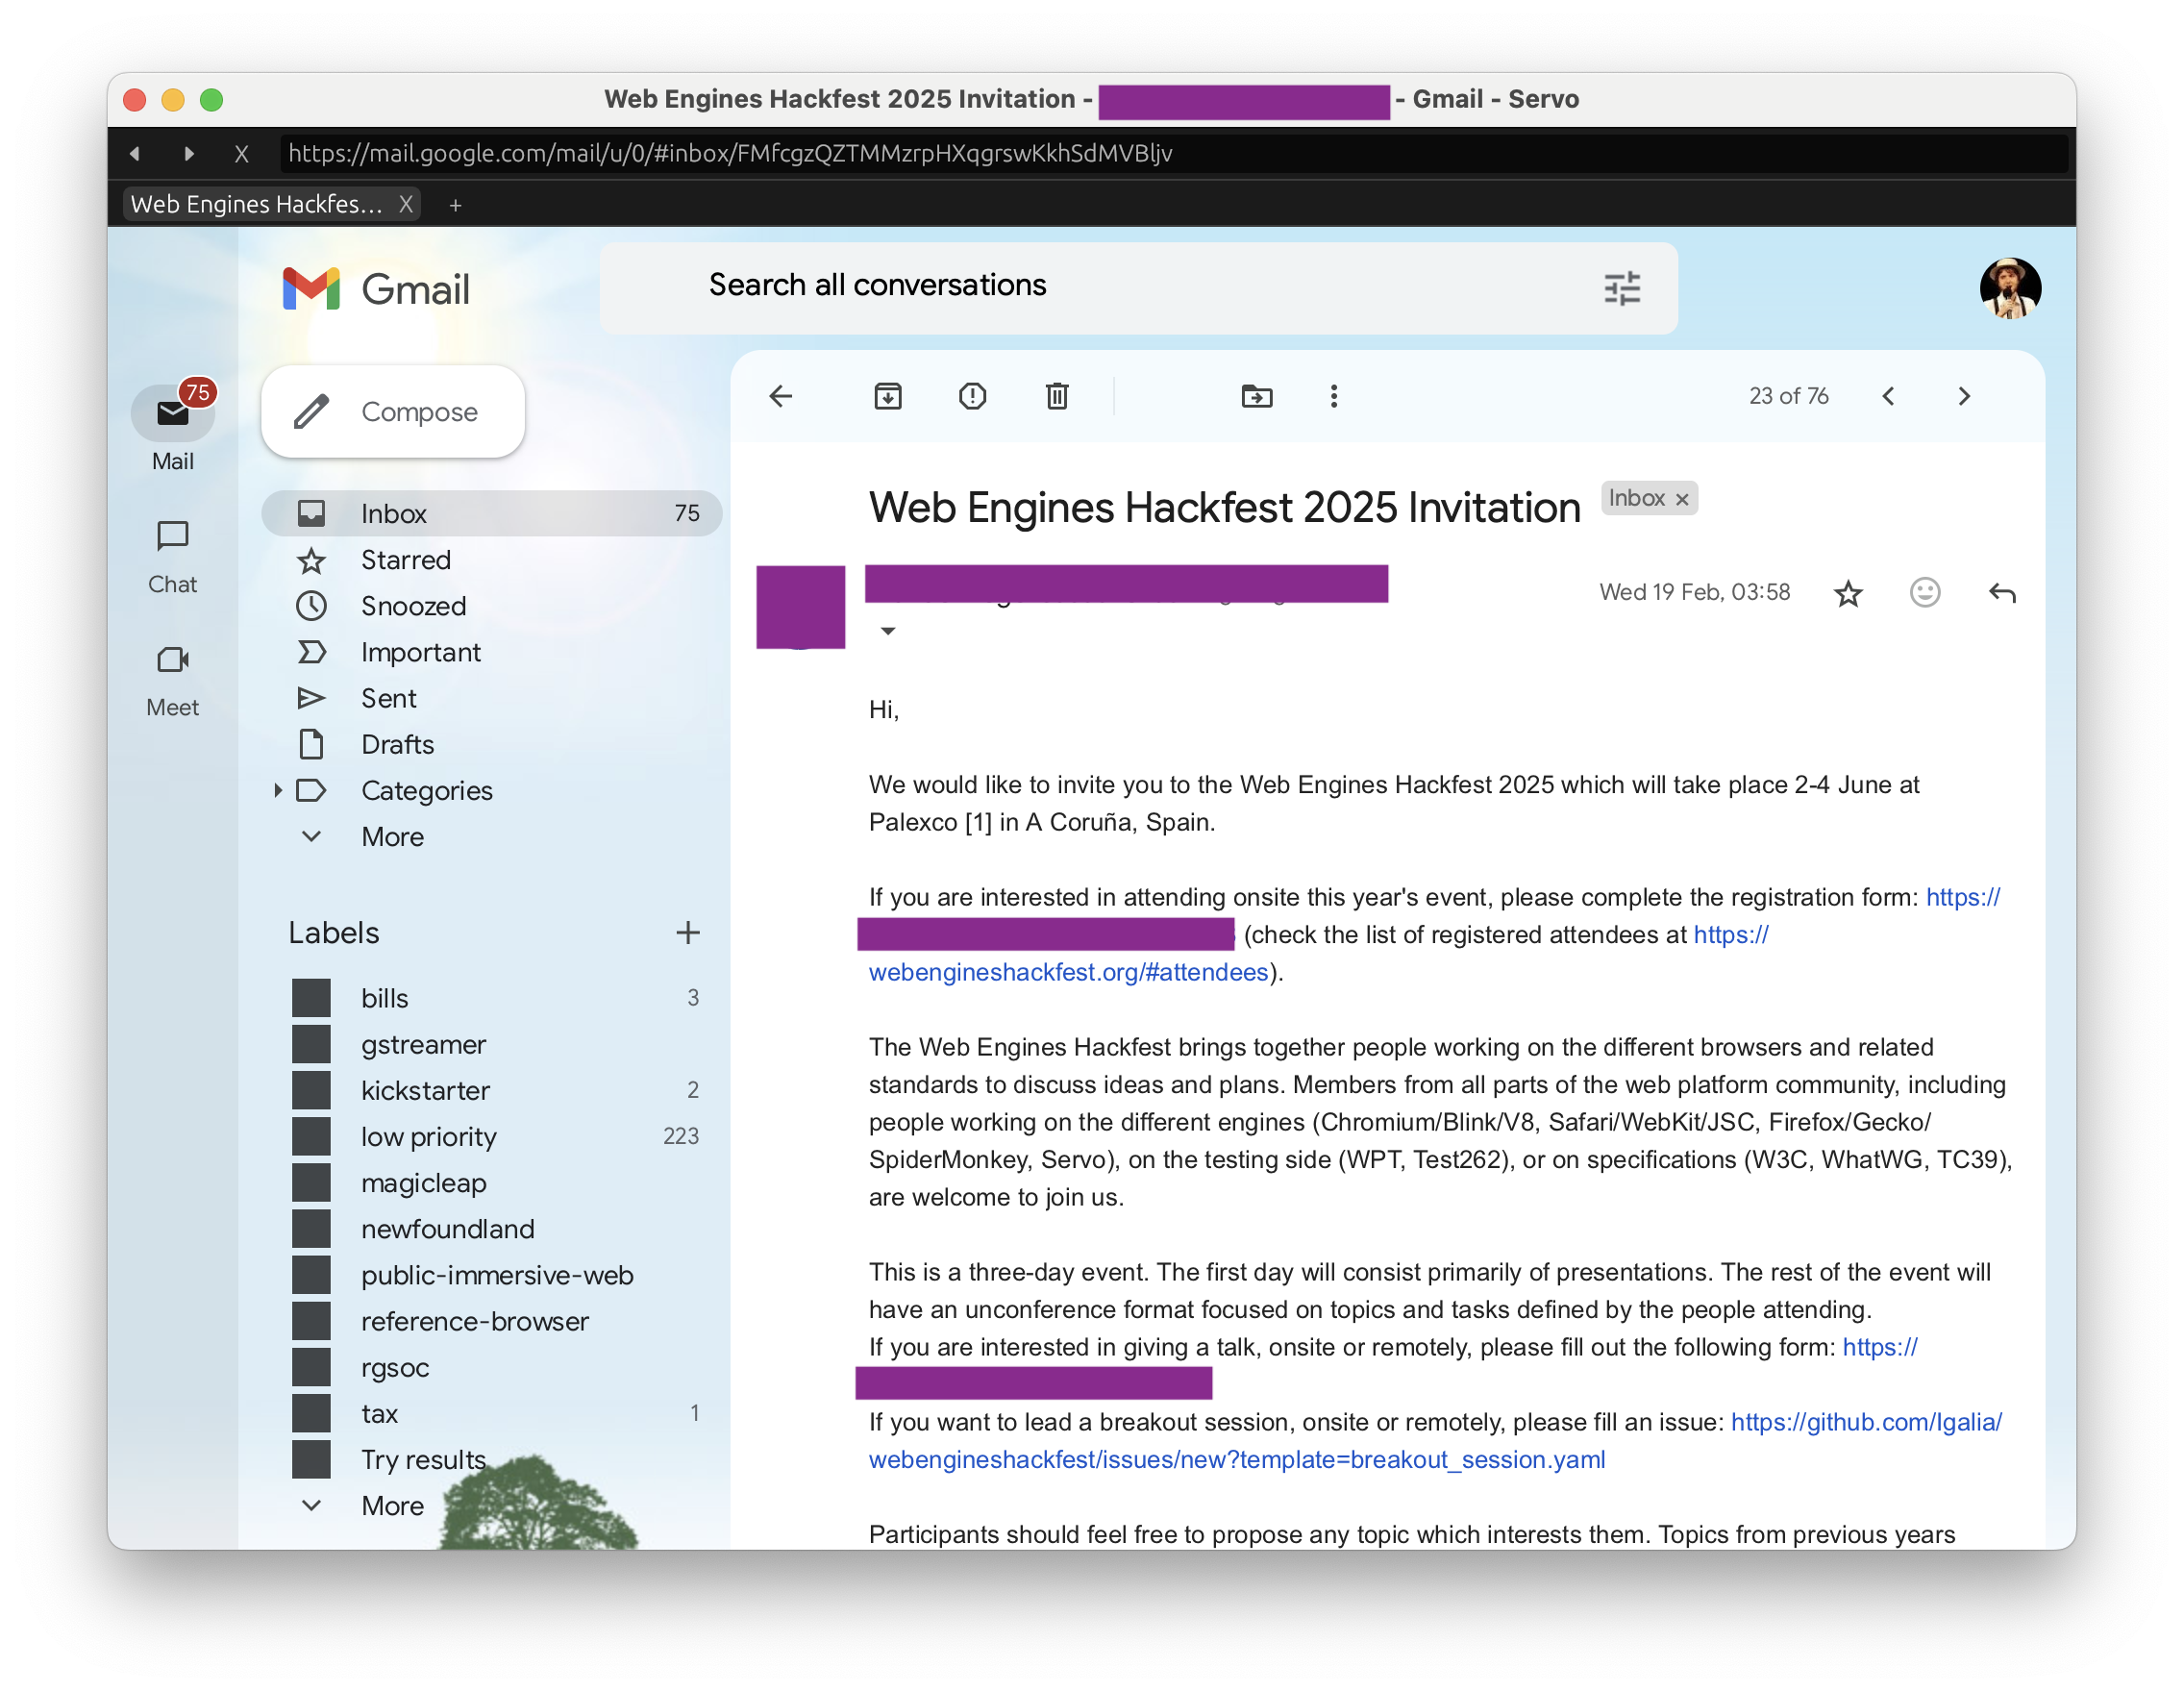 Web Engines Hackfest 2025 Invitation - - Gmail - Servo
X https://mail.google.com/mail/u/0/#inbox/FMfcgzQZTMMzrpHXqgrswKkhSdMVBljv
Web Engines Hackfes... X +
Gmail
Search all conversations
75
Mail
Chat
Meet
Compose
Inbox 75
Starred
Snoozed
Important
Sent
Drafts
Categories
More
Labels +
bills 3
gstreamer
kickstarter 2
low priority 223
magicleap
newfoundland
public-immersive-web
reference-browser
rgsoc
tax 1
Try results
More
23 of 76
Web Engines Hackfest 2025 Invitation Inbox ×
Wed 19 Feb, 03:58
Hi,
We would like to invite you to the Web Engines Hackfest 2025 which will take place 2-4 June at
Palexco [1] in A Coruña, Spain.
If you are interested in attending onsite this year's event, please complete the registration form: https://
(check the list of registered attendees at https://
webengineshackfest.org/#attendees).
The Web Engines Hackfest brings together people working on the different browsers and related
standards to discuss ideas and plans. Members from all parts of the web platform community, including
people working on the different engines (Chromium/Blink/V8, Safari/WebKit/JSC, Firefox/Gecko/
SpiderMonkey, Servo), on the testing side (WPT, Test262), or on specifications (W3C, WhatWG, TC39),
are welcome to join us.
This is a three-day event. The first day will consist primarily of presentations. The rest of the event will
have an unconference format focused on topics and tasks defined by the people attending.
If you are interested in giving a talk, onsite or remotely, please fill out the following form: https://
If you want to lead a breakout session, onsite or remotely, please fill an issue: https://github.com/Igalia/
webengineshackfest/issues/new?template=breakout_session.yaml
Participants should feel free to propose any topic which interests them. Topics from previous years